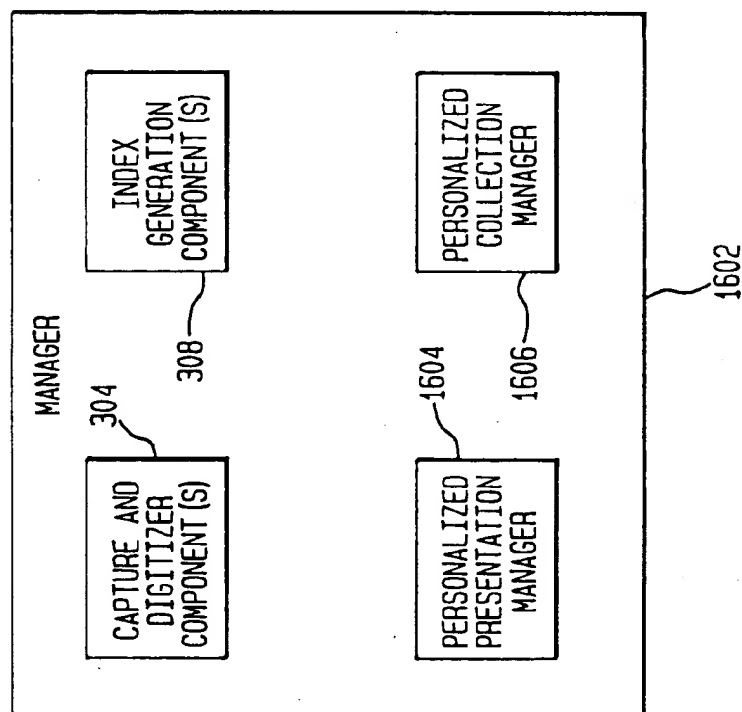 MANAGER
304
CAPTURE AND
DIGITIZER
COMPONENT(S)
308
INDEX
GENERATION
COMPONENT(S)
1604
PERSONALIZED
PRESENTATION
MANAGER
1606
PERSONALIZED
COLLECTION
MANAGER
1602